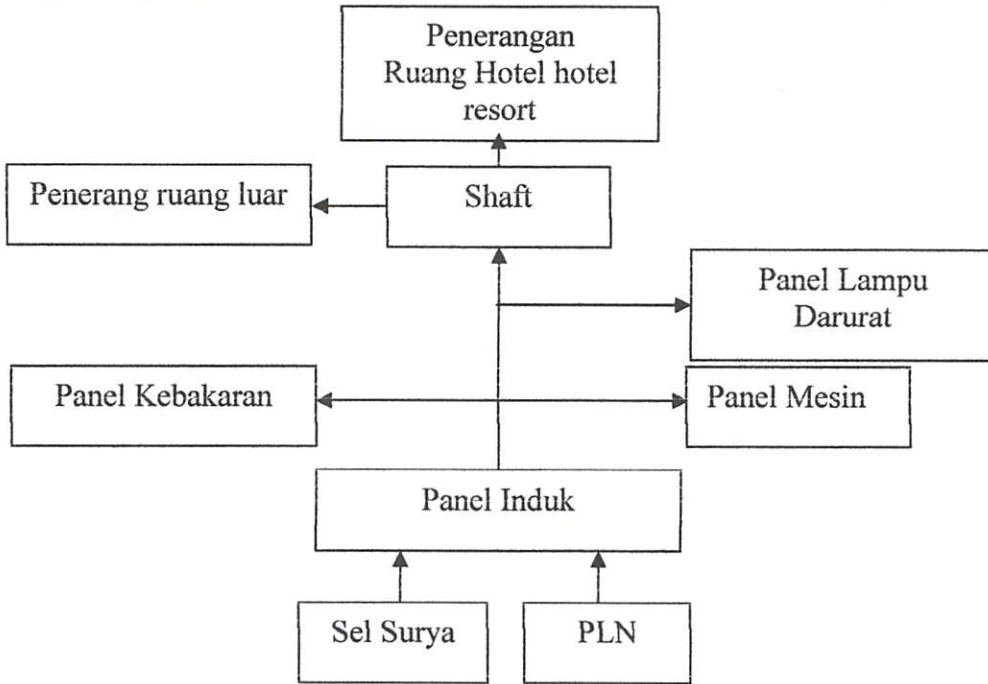 Penerangan
Ruang Hotel hotel
resort
Penerang ruang luar
Shaft
Panel Lampu
Darurat
Panel Kebakaran
Panel Mesin
Panel Induk
Sel Surya
PLN